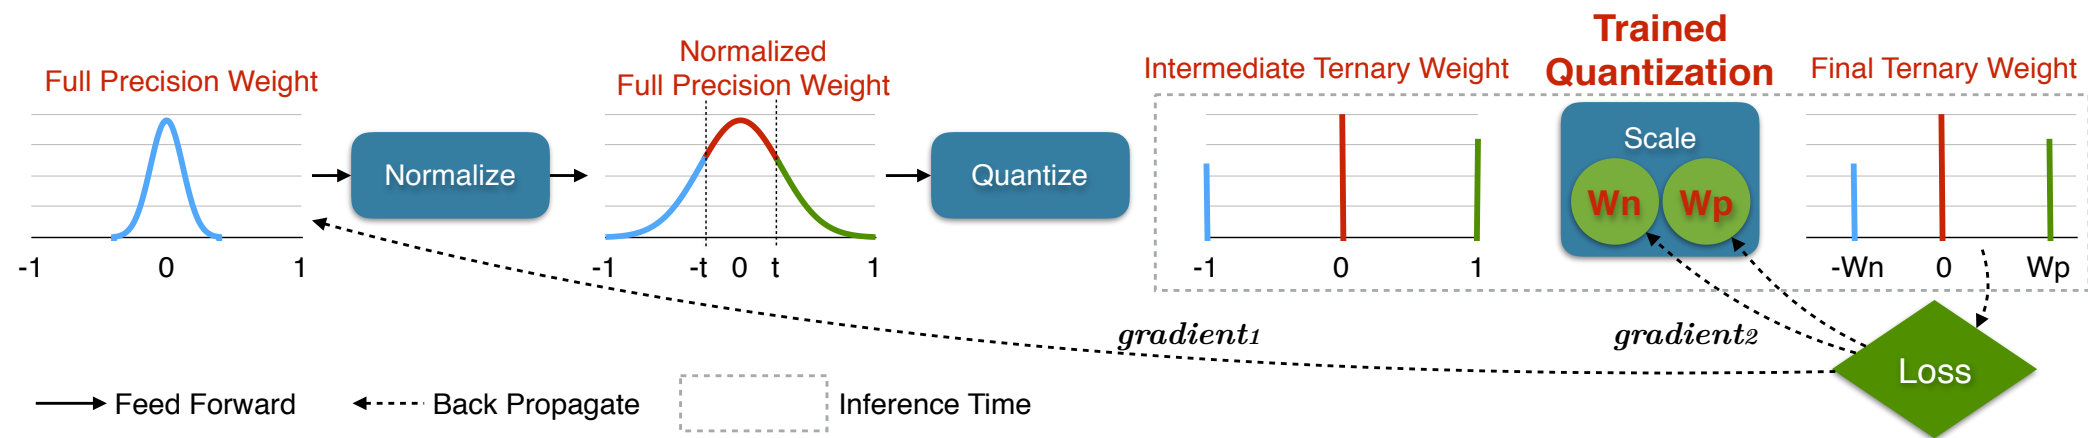 Full Precision Weight
-1 0 1
Normalize
Normalized
Full Precision Weight
-1 -t 0 t 1
Quantize
Intermediate Ternary Weight
-1 0 1
Trained
Quantization
Scale
Wn Wp
Final Ternary Weight
-Wn 0 Wp
gradient1
gradient2
Loss
Feed Forward
Back Propagate
Inference Time